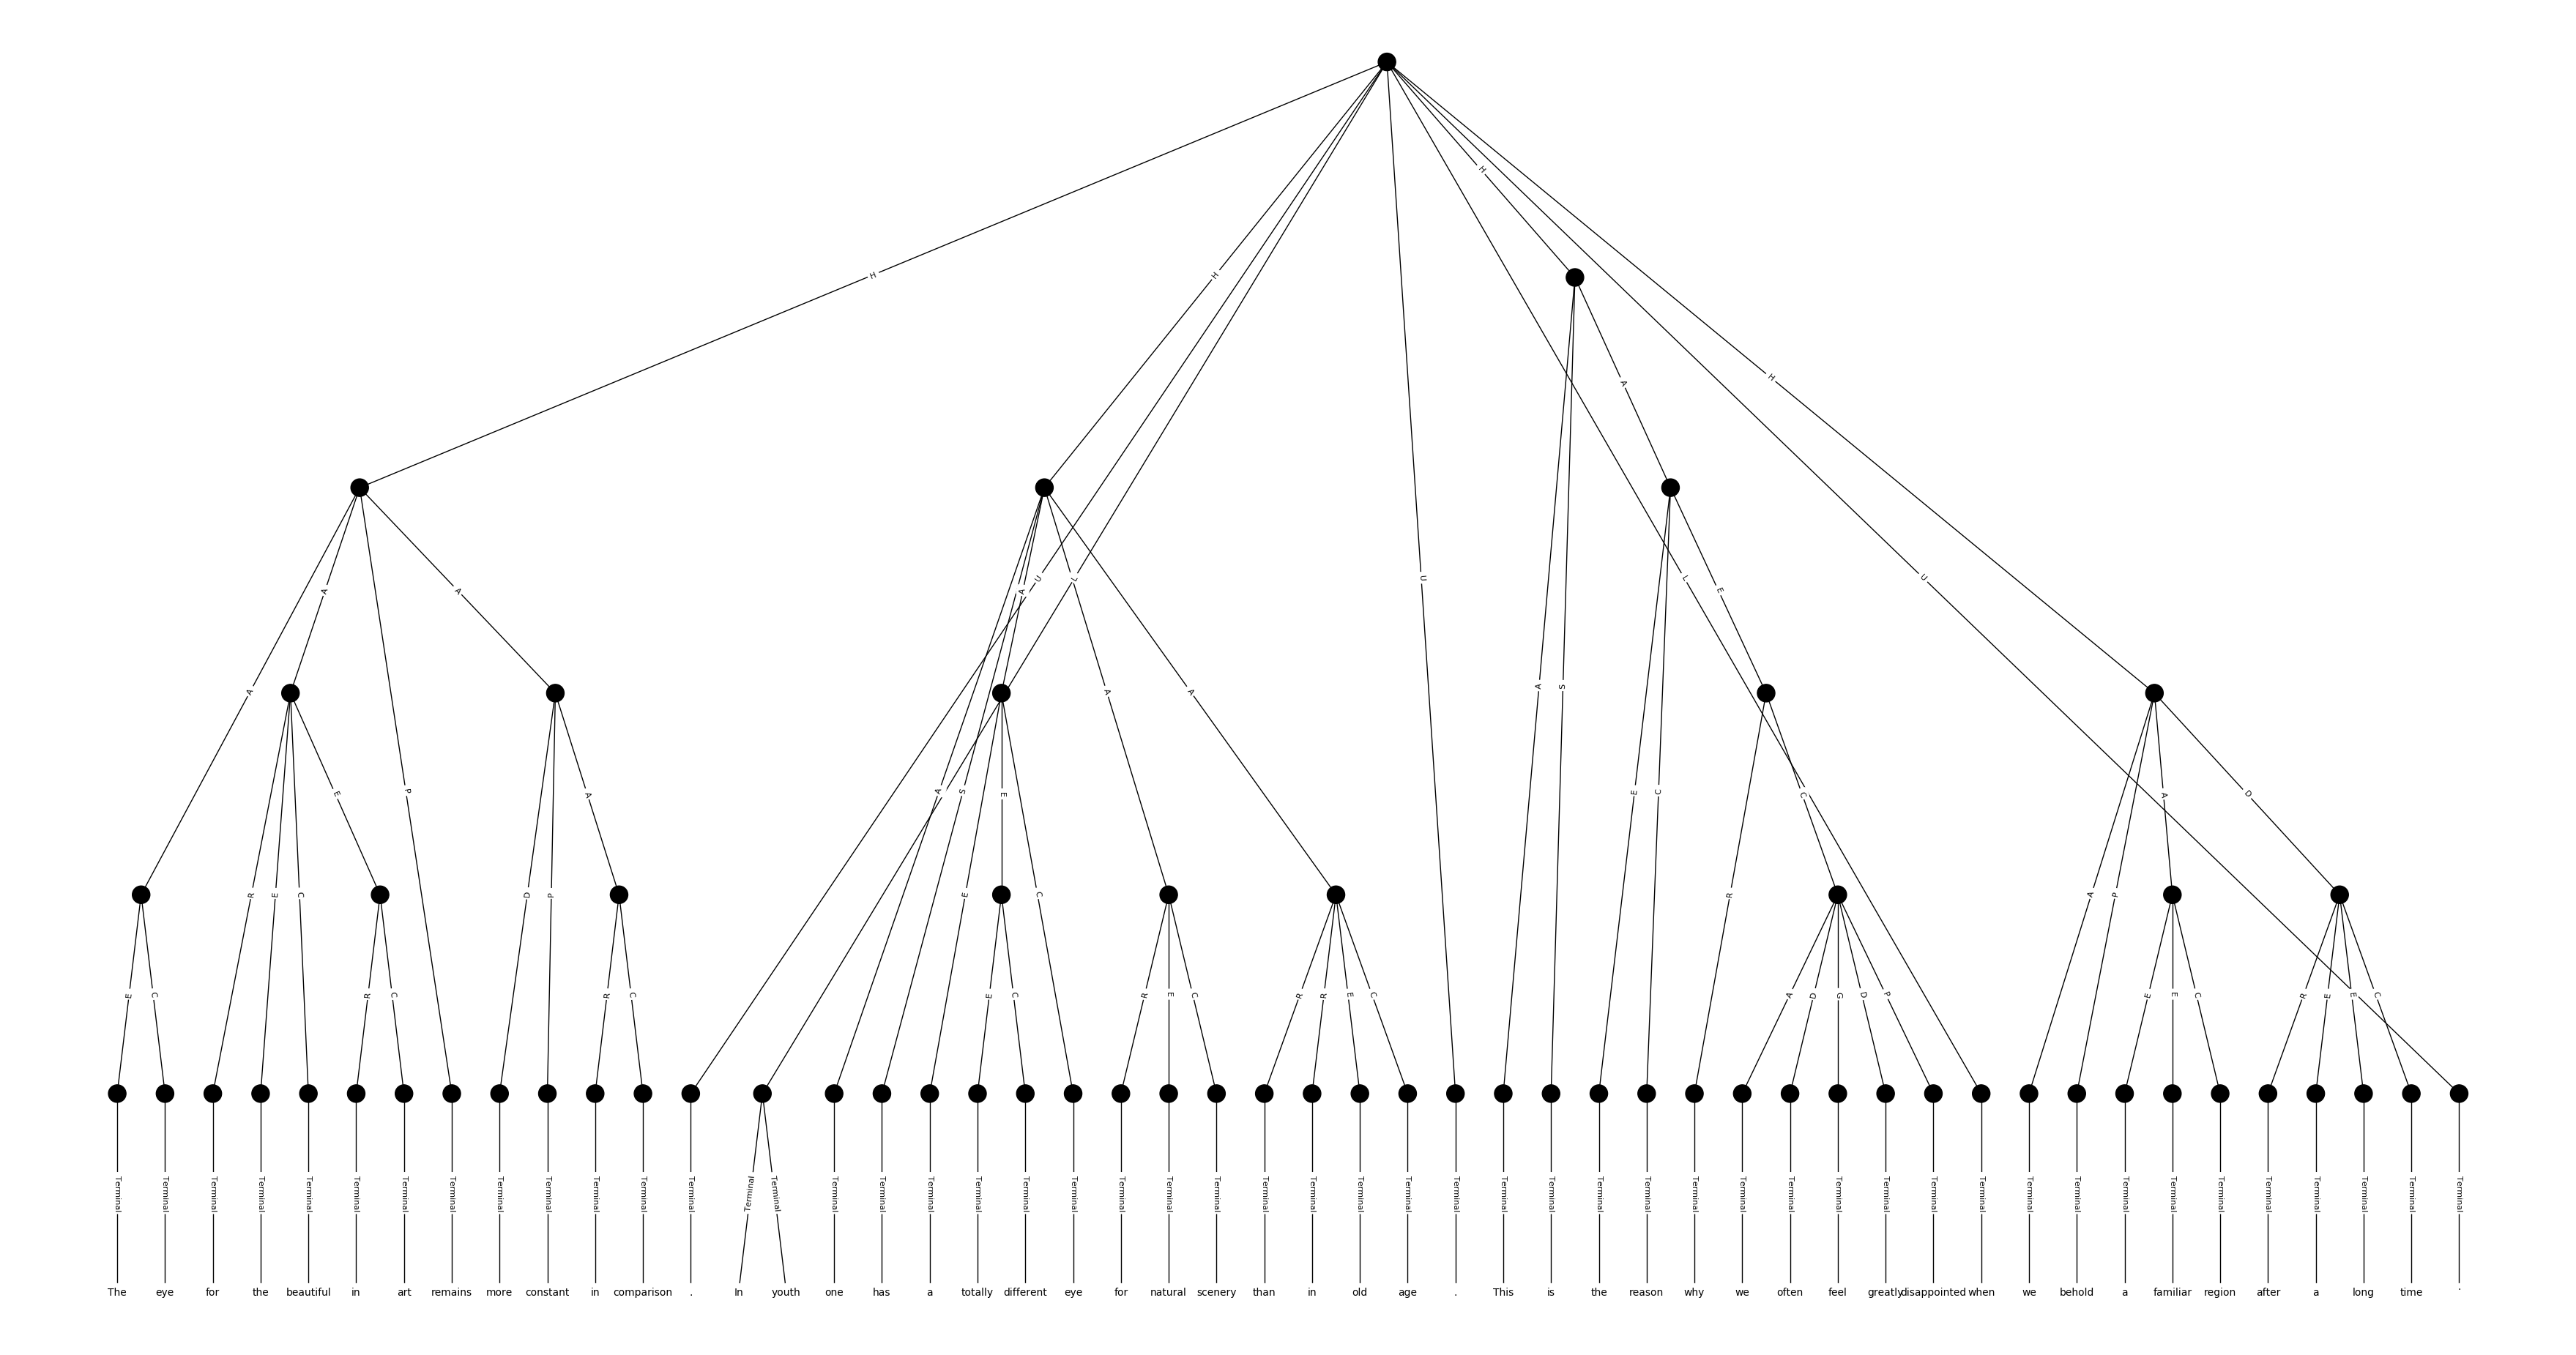 H H H
H
A
A A A U L U L E U
A A P A A A S A S A
A S E E C E C C A D
E P A C
R E C D P E C R A P
E C R C R C E C R E C R R E C A D G D P E E C R E E C
Terminal Terminal Terminal Terminal Terminal Terminal Terminal Terminal Terminal Terminal Terminal Terminal Terminal Terminal Terminal Terminal Terminal Terminal Terminal Terminal Terminal Terminal Terminal Terminal Terminal Terminal Terminal Terminal Terminal Terminal Terminal Terminal Terminal Terminal Terminal Terminal Terminal Terminal Terminal Terminal Terminal Terminal Terminal Terminal Terminal Terminal Terminal Terminal Terminal Terminal
The eye for the beautiful in art remains more constant in comparison . In youth one has a totally different eye for natural scenery than in old age . This is the reason why we often feel greatly disappointed when we behold a familiar region after a long time .